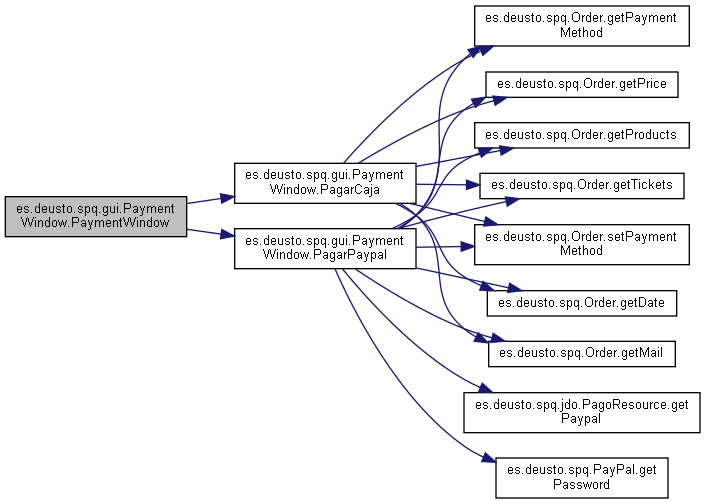 es.deusto.spq.gui.Payment
Window.PaymentWindow
es.deusto.spq.gui.Payment
Window.PagarCaja
es.deusto.spq.gui.Payment
Window.PagarPaypal
es.deusto.spq.Order.getPayment
Method
es.deusto.spq.Order.getPrice
es.deusto.spq.Order.getProducts
es.deusto.spq.Order.getTickets
es.deusto.spq.Order.setPayment
Method
es.deusto.spq.Order.getDate
es.deusto.spq.Order.getMail
es.deusto.spq.jdo.PagoResource.get
Paypal
es.deusto.spq.PayPal.get
Password